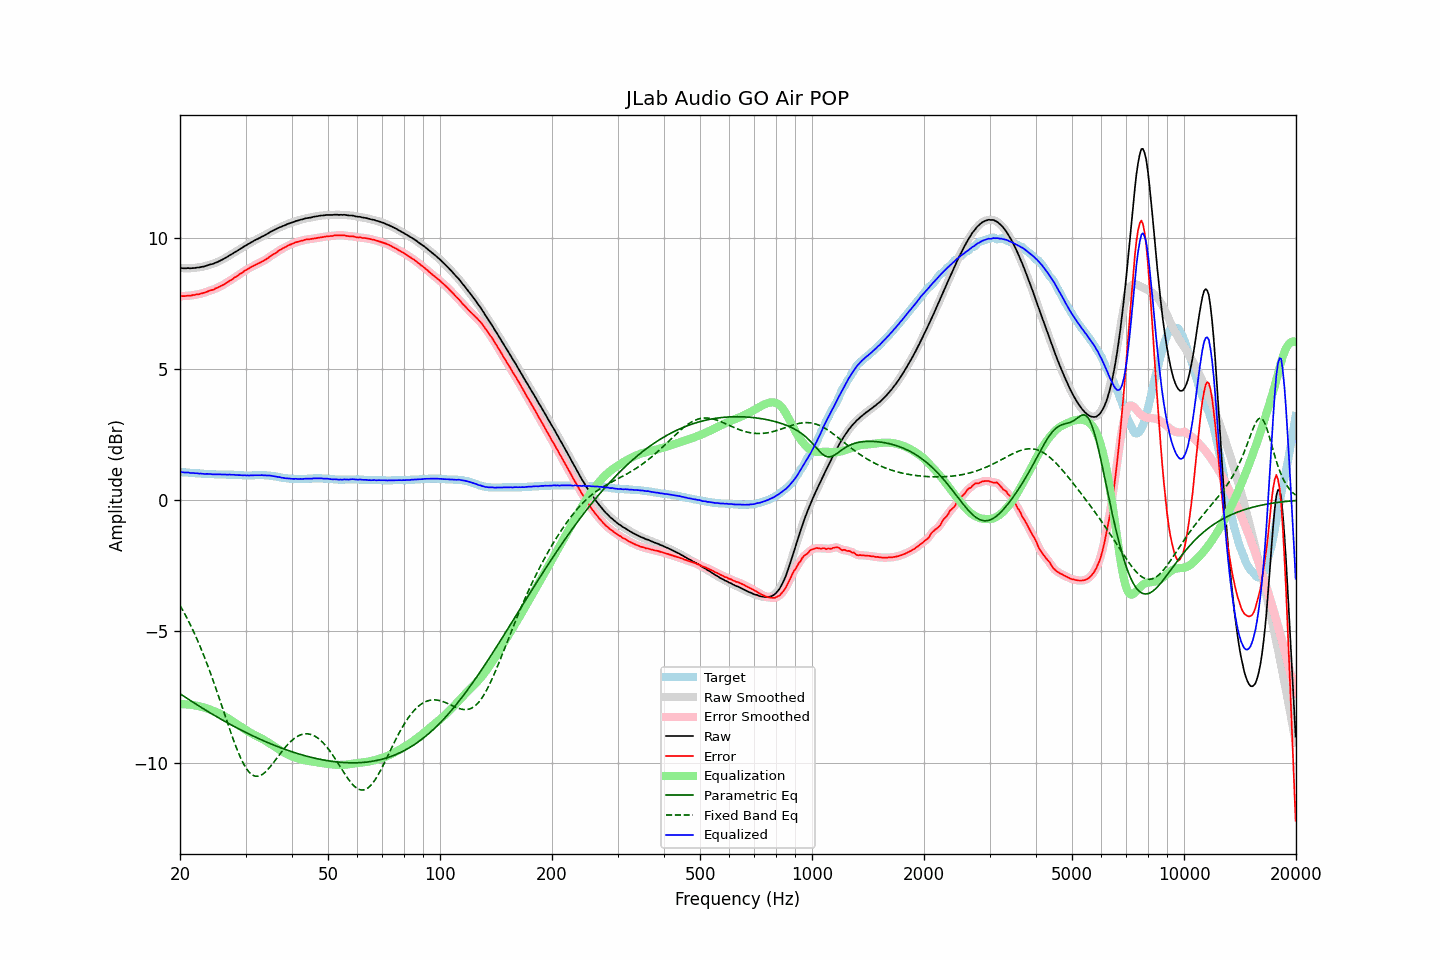 JLab Audio GO Air POP
Amplitude (dBr)
10
5
0
−5
−10
Target
Raw Smoothed
Error Smoothed
Raw
Error
Equalization
Parametric Eq
Fixed Band Eq
Equalized
20
50
100
200
500
1000
2000
5000
10000
20000
Frequency (Hz)